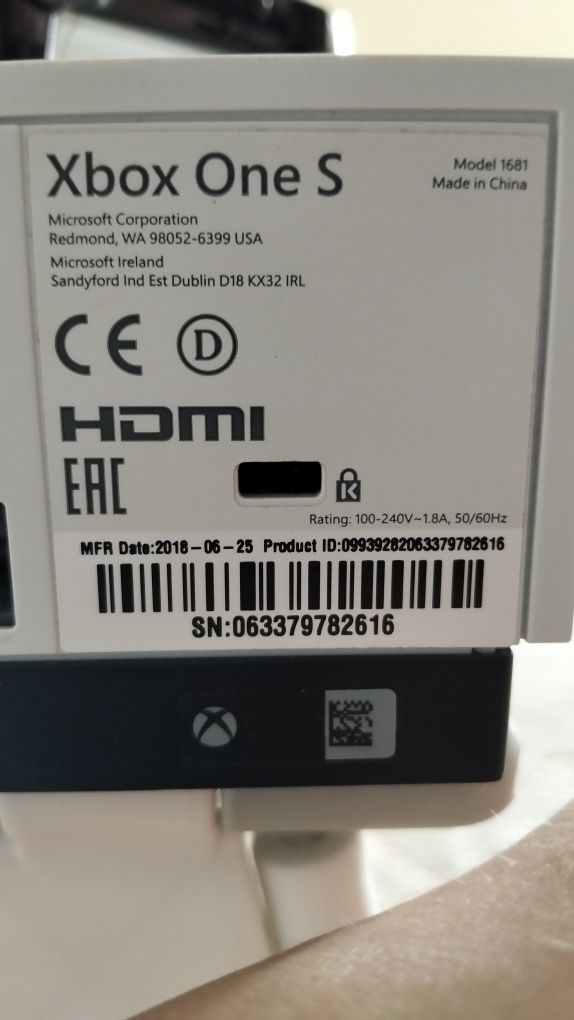 Xbox One S
Model 1681
Made in China
Microsoft Corporation
Redmond, WA 98052-6399 USA
Microsoft Ireland
Sandyford Ind Est Dublin D18 KX32 IRL
CE D
HDMI
EAC
K
Rating: 100-240V~1.8A, 50/60Hz
MFR Date:2018-06-25 Product ID:09939282063379782616
SN:063379782616